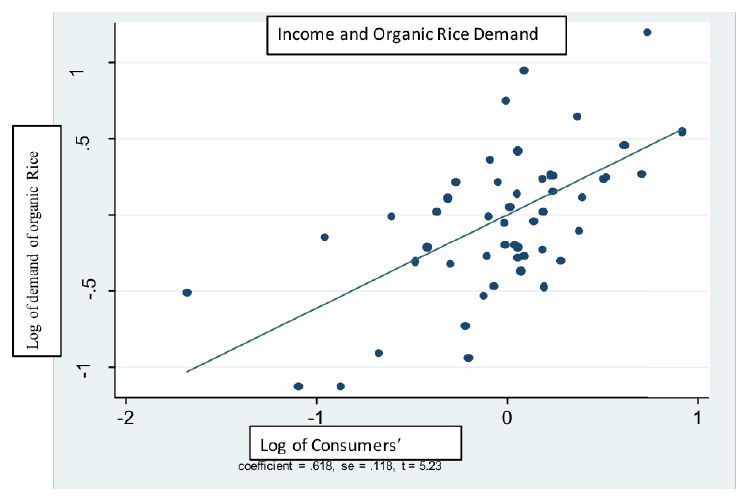 Income and Organic Rice Demand
Log of demand of organic Rice
1
.5
-.5
-1
-2
-1
0
1
Log of Consumers’
coefficient = .618, se = .118, t = 5.23